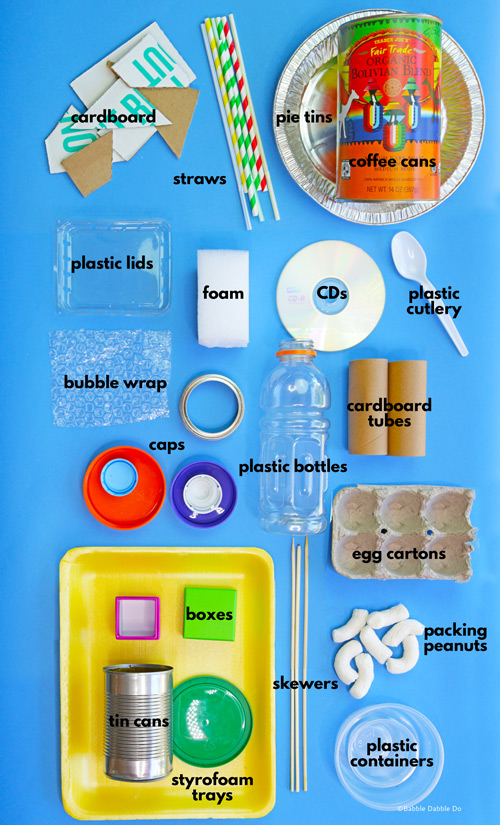 cardboard
straws
pie tins
TRADER JOE'S
Fair Trade
ORGANIC
BOLIVIAN BLEND
coffee cans
NET WT. 14 OZ
plastic lids
foam
CDs
plastic
cutlery
bubble wrap
cardboard
tubes
caps
plastic bottles
egg cartons
boxes
packing
peanuts
skewers
tin cans
styrofoam
trays
plastic
containers
©Babble Dabble Do